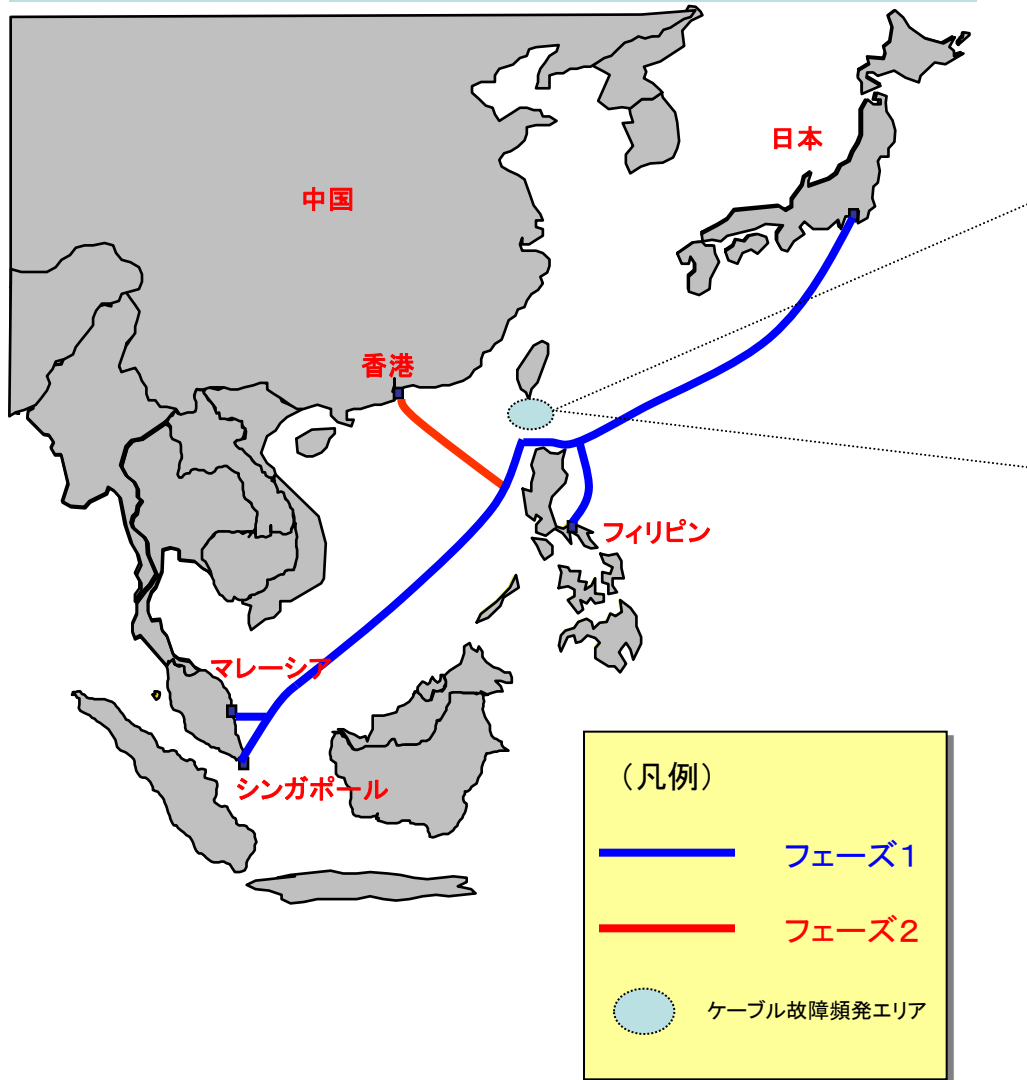 日本
中国
香港
フィリピン
マレーシア
シンガポール
（凡例）
フェーズ１
フェーズ２
ケーブル故障頻発エリア